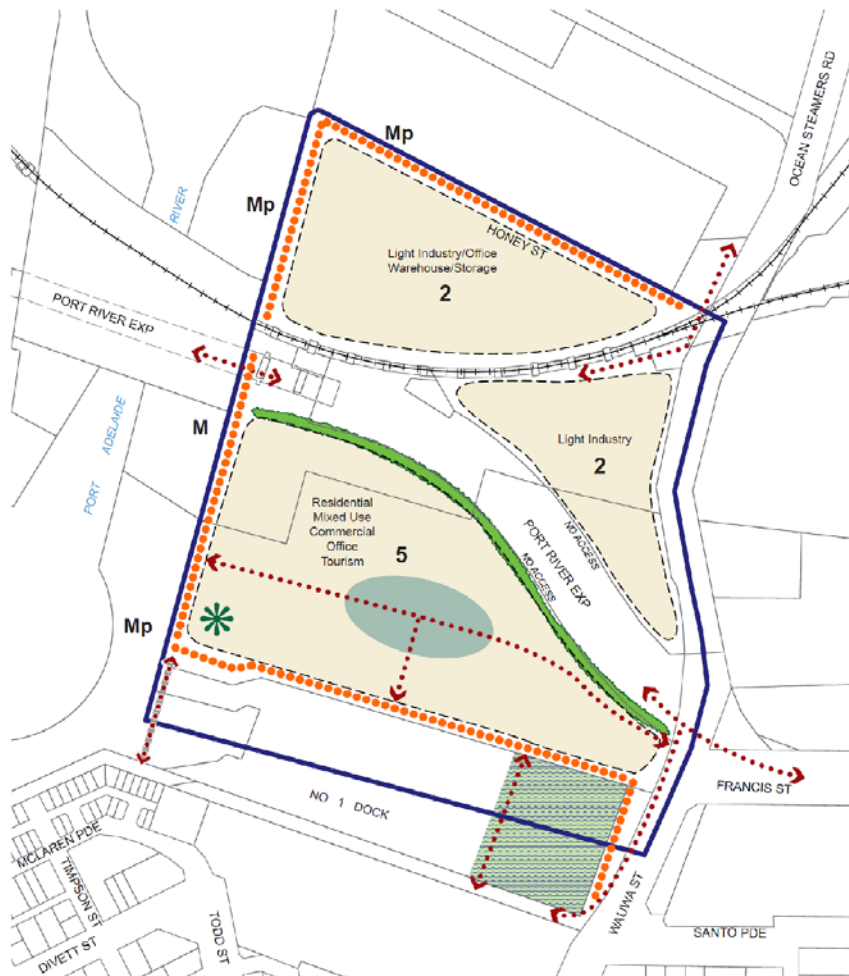 OCEAN STEAMERS RD
Mp
Mp
RIVER
HONEY ST
Light Industry/Office
Warehouse/Storage
2
PORT RIVER EXP
M
ADELAIDE
PORT
Light Industry
2
Residential
Mixed Use
Commercial
Office
Tourism
5
NO ACCESS
PORT RIVER EXP
NO ACCESS
Mp
FRANCIS ST
NO 1 DOCK
MCLAREN PDE
TIMPSON ST
DIVETT ST
TODD ST
WAUWA ST
SANTO PDE